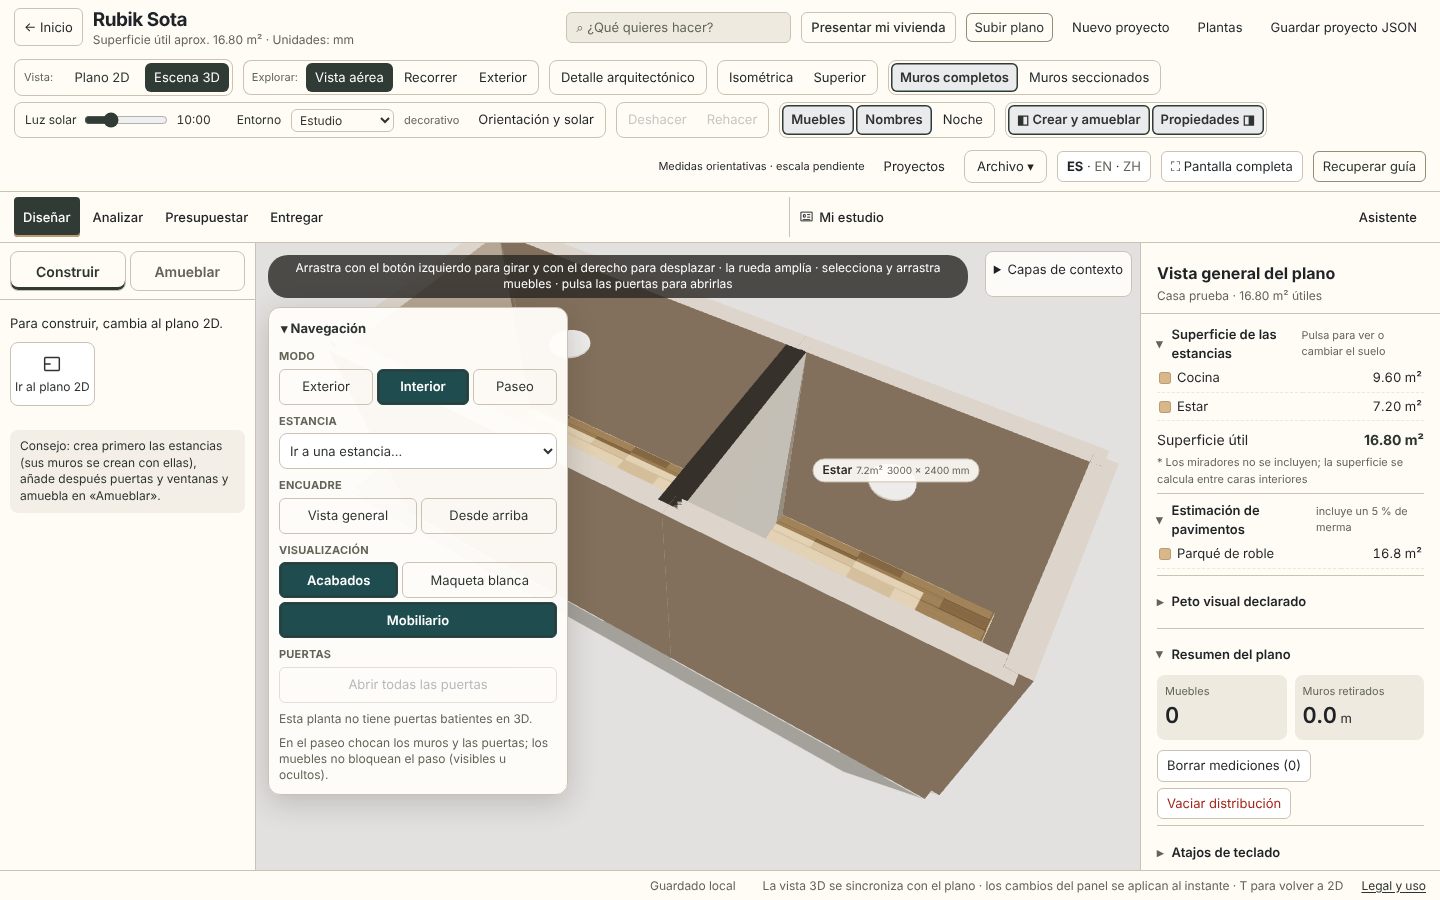 ← Inicio
Rubik Sota
Superficie útil aprox. 16.80 m² · Unidades: mm
¿Qué quieres hacer?
Presentar mi vivienda
Subir plano
Nuevo proyecto
Plantas
Guardar proyecto JSON
Vista:
Plano 2D
Escena 3D
Explorar:
Vista aérea
Recorrer
Exterior
Detalle arquitectónico
Isométrica
Superior
Muros completos
Muros seccionados
Luz solar
10:00
Entorno
Estudio
decorativo
Orientación y solar
Deshacer
Rehacer
Muebles
Nombres
Noche
Crear y amueblar
Propiedades
Medidas orientativas · escala pendiente
Proyectos
Archivo ▾
ES · EN · ZH
Pantalla completa
Recuperar guía
Diseñar
Analizar
Presupuestar
Entregar
Mi estudio
Asistente
Construir
Amueblar
Para construir, cambia al plano 2D.
Ir al plano 2D
Consejo: crea primero las estancias
(sus muros se crean con ellas),
añade después puertas y ventanas y
amuebla en «Amueblar».
Arrastra con el botón izquierdo para girar y con el derecho para desplazar · la rueda amplía · selecciona y arrastra
muebles · pulsa las puertas para abrirlas
▶ Capas de contexto
▾ Navegación
MODO
Exterior
Interior
Paseo
ESTANCIA
Ir a una estancia...
ENCUADRE
Vista general
Desde arriba
VISUALIZACIÓN
Acabados
Maqueta blanca
Mobiliario
PUERTAS
Abrir todas las puertas
Esta planta no tiene puertas batientes en 3D.
En el paseo chocan los muros y las puertas; los
muebles no bloquean el paso (visibles u
ocultos).
Estar 7.2m² 3000 × 2400 mm
Vista general del plano
Casa prueba · 16.80 m² útiles
Superficie de las
estancias
Pulsa para ver o
cambiar el suelo
Cocina
9.60 m²
Estar
7.20 m²
Superficie útil
16.80 m²
* Los miradores no se incluyen; la superficie se
calcula entre caras interiores
Estimación de
pavimentos
incluye un 5 % de
merma
Parqué de roble
16.8 m²
Peto visual declarado
Resumen del plano
Muebles
0
Muros retirados
0.0 m
Borrar mediciones (0)
Vaciar distribución
Atajos de teclado
Guardado local
La vista 3D se sincroniza con el plano · los cambios del panel se aplican al instante · T para volver a 2D
Legal y uso